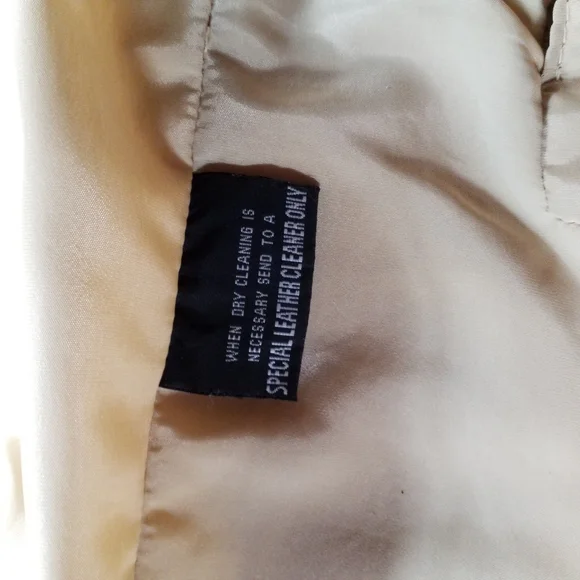 WHEN DRY CLEANING IS
NECESSARY SEND TO A
SPECIAL LEATHER CLEANER ONLY